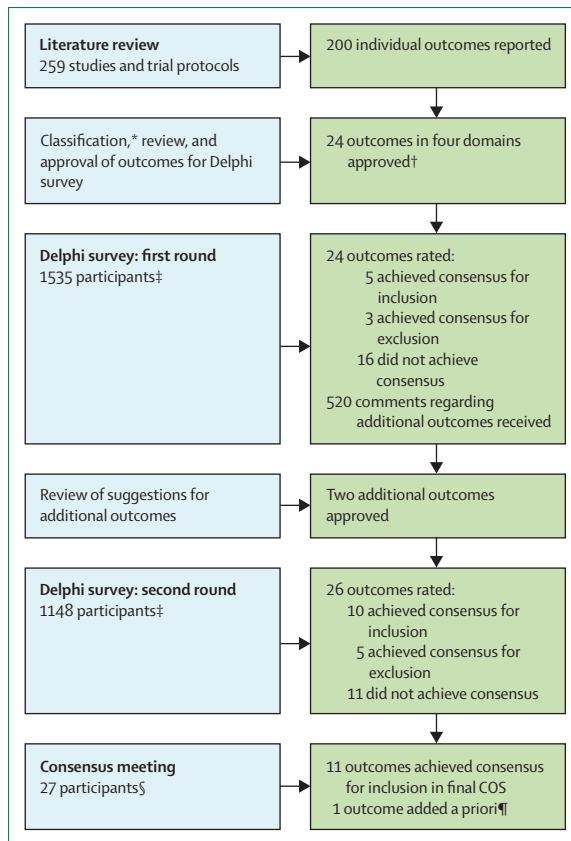 Literature review
259 studies and trial protocols
200 individual outcomes reported
Classification,* review, and
approval of outcomes for Delphi
survey
24 outcomes in four domains
approved†
Delphi survey: first round
1535 participants‡
24 outcomes rated:
5 achieved consensus for
inclusion
3 achieved consensus for
exclusion
16 did not achieve
consensus
520 comments regarding
additional outcomes received
Review of suggestions for
additional outcomes
Two additional outcomes
approved
Delphi survey: second round
1148 participants‡
26 outcomes rated:
10 achieved consensus for
inclusion
5 achieved consensus for
exclusion
11 did not achieve consensus
Consensus meeting
27 participants§
11 outcomes achieved consensus
for inclusion in final COS
1 outcome added a priori¶